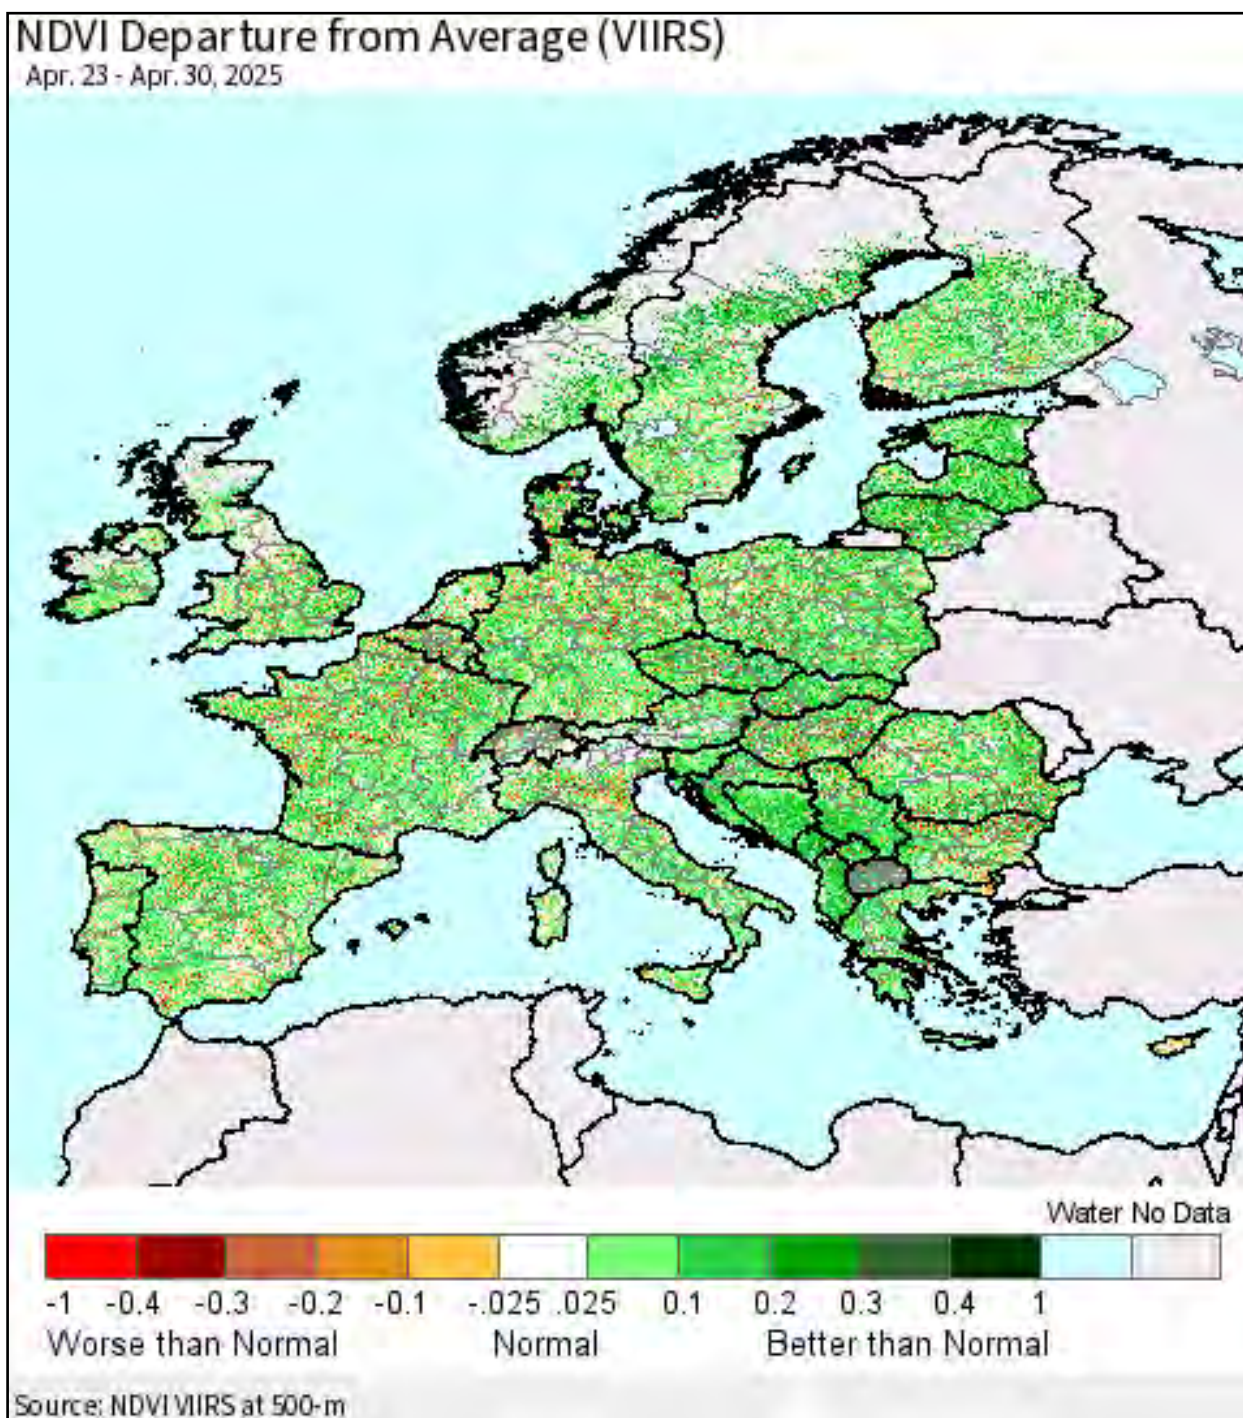 NDVI Departure from Average (VIIRS)
Apr. 23 - Apr. 30, 2025
Water No Data
-1 -0.4 -0.3 -0.2 -0.1 -.025 .025 0.1 0.2 0.3 0.4 1
Worse than Normal Normal Better than Normal
Source: NDVI VIIRS at 500-m